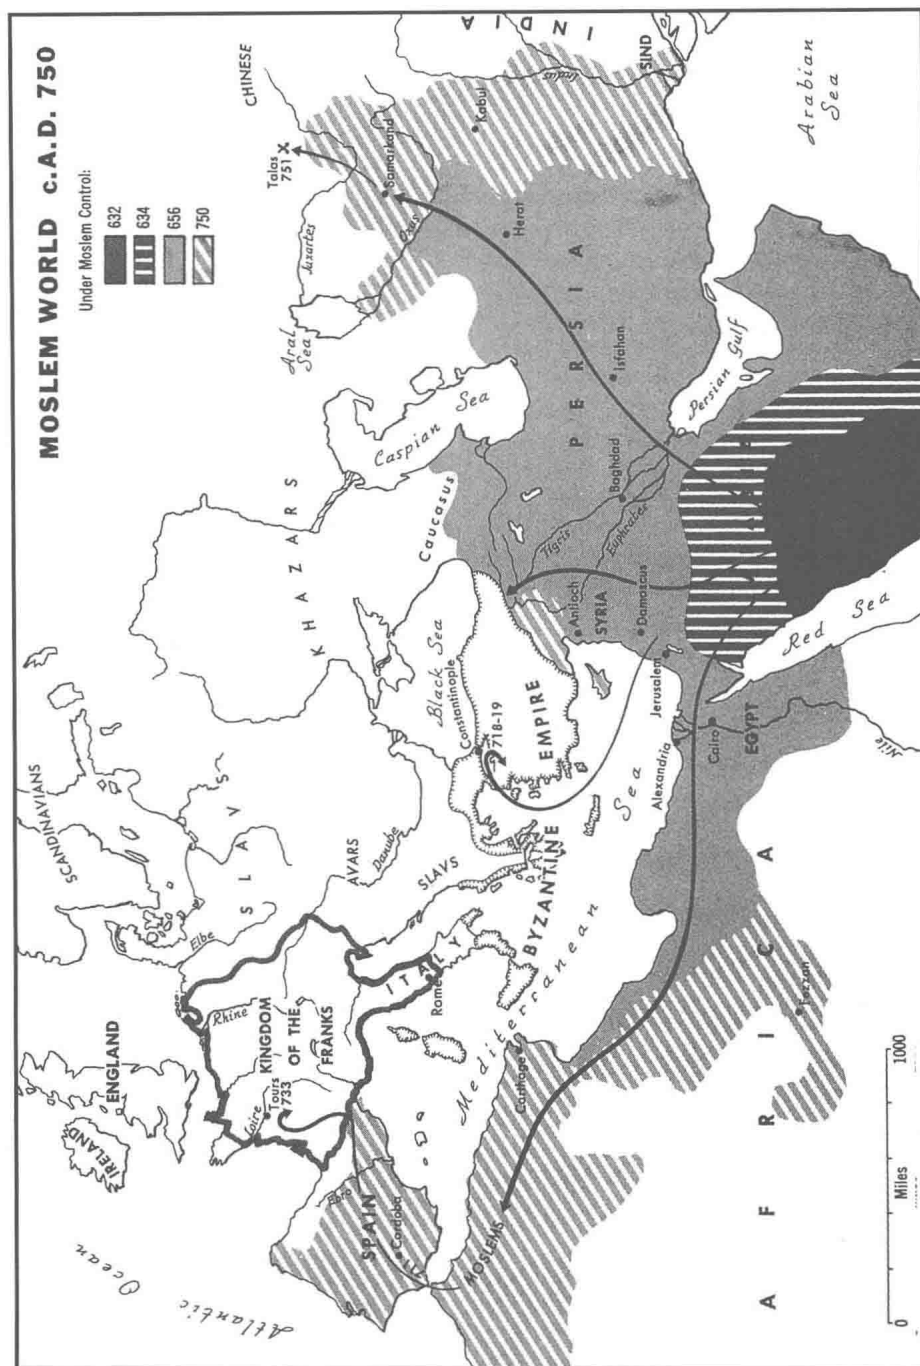 MOSLEM WORLD c. A.D. 750
Under Moslem Control:
632
634
656
750
Atlantic
Ocean
IRELAND
ENGLAND
SCANDINAVIANS
SLAVS
Elbe
Rhine
KINGDOM
OF THE
FRANKS
Loire
Tours
733
AVARS
Danube
SLAVS
ITALY
Rome
SPAIN
Ebro
Cordoba
MOSLEMS
KHAZARS
Caucasus
Black Sea
Constantinople
718-19
BYZANTINE
EMPIRE
Mediterranean
Sea
Carthage
AFRICA
Fezzan
Alexandria
Cairo
EGYPT
Nile
Jerusalem
Damascus
Antioch
SYRIA
Red Sea
Caspian Sea
Aral
Sea
Jaxartes
Oxus
Talas
751 X
CHINESE
Samarkand
Kabul
Herat
PERSIA
Isfahan
Baghdad
Tigris
Euphrates
Persian Gulf
INDIA
Indus
SIND
Arabian
Sea
0
Miles
1000